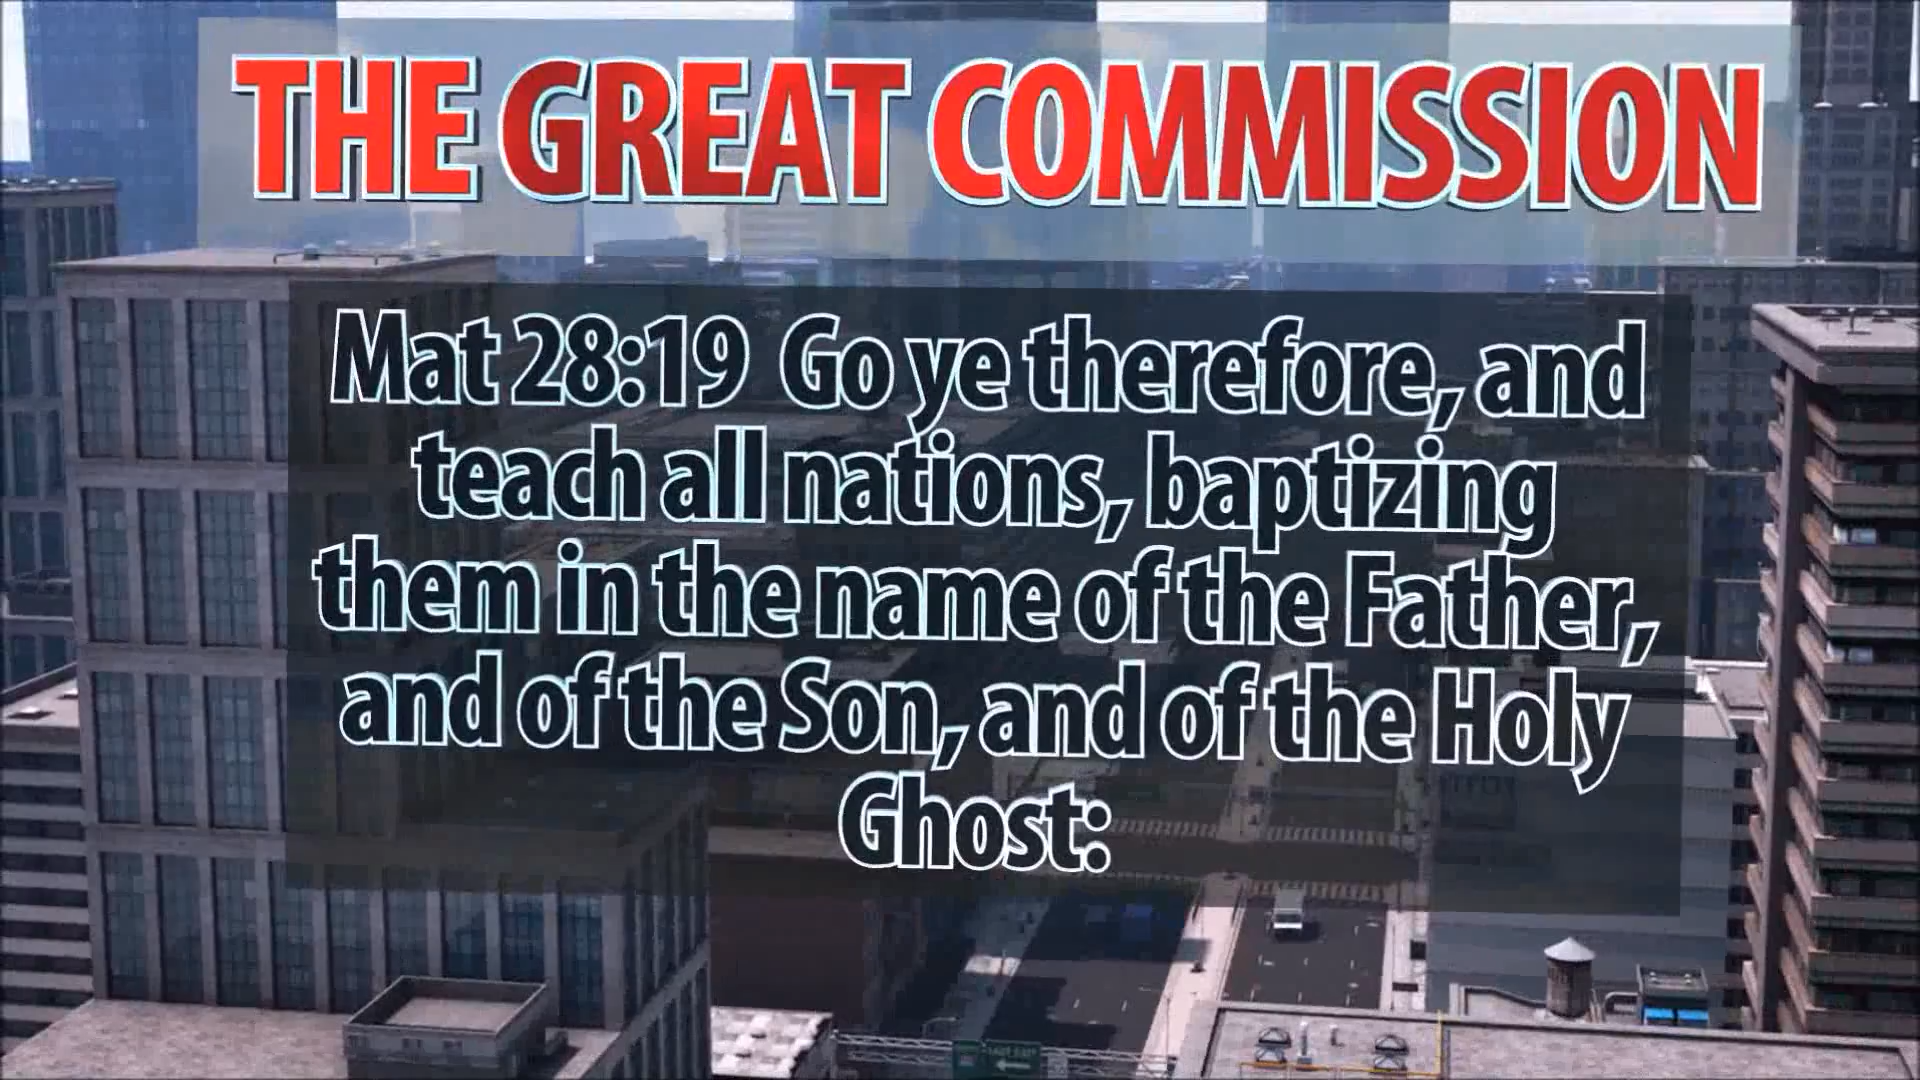 THE GREAT COMMISSION
Mat 28:19  Go ye therefore, and
teach all nations, baptizing
them in the name of the Father,
and of the Son, and of the Holy
Ghost: